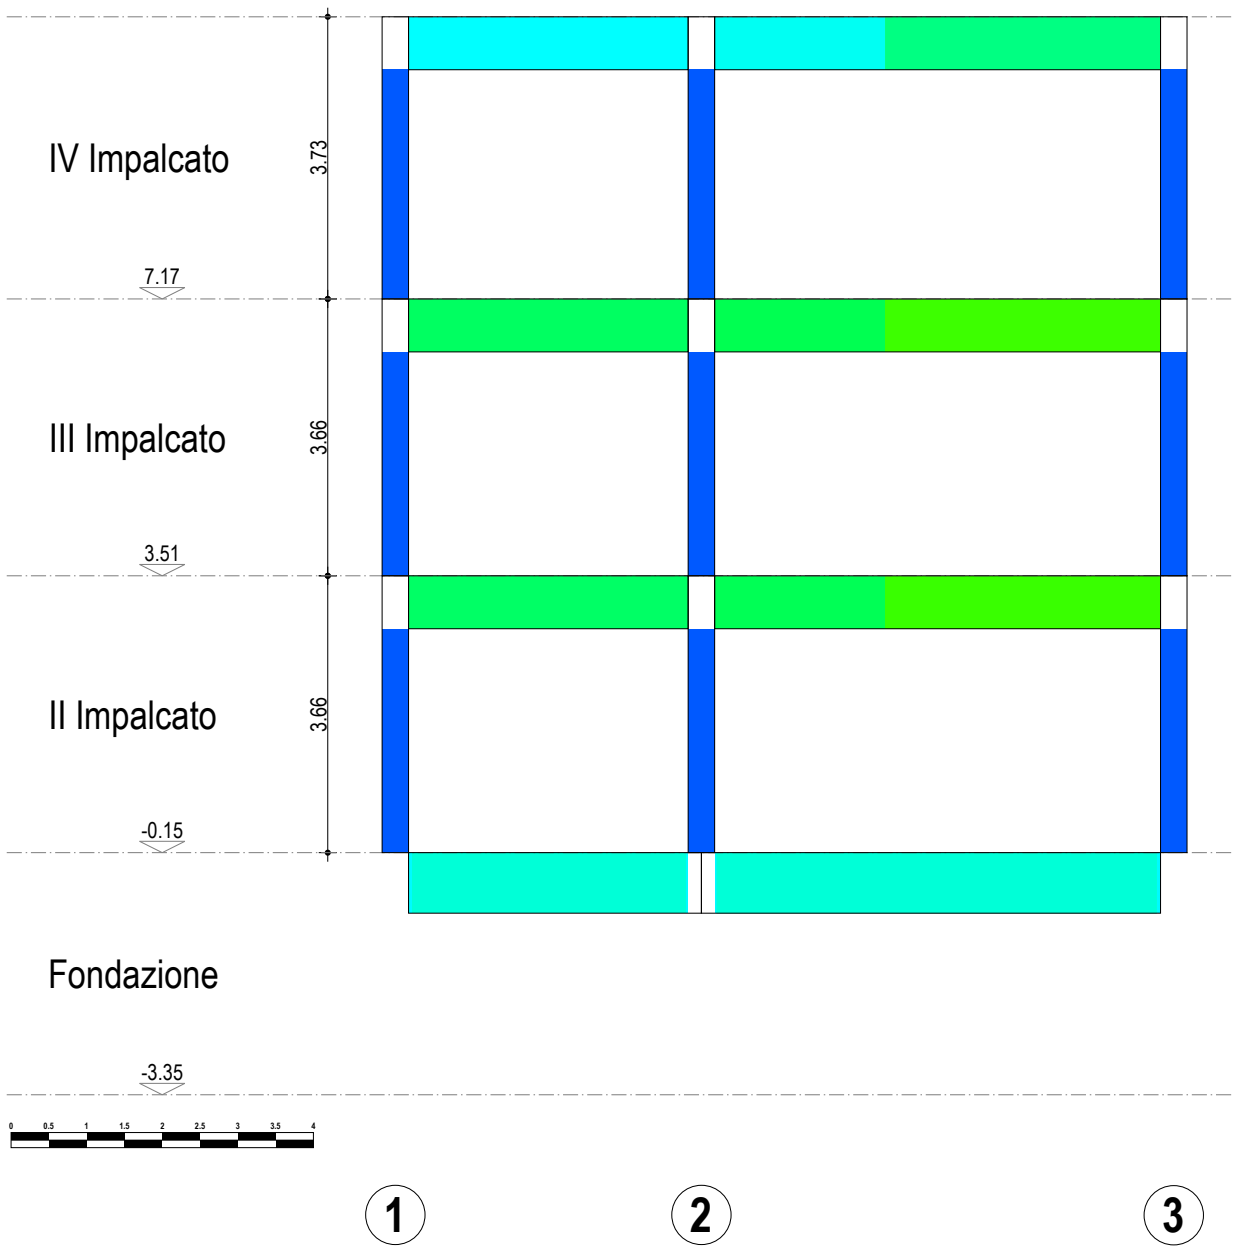 IV Impalcato
3.73
7.17
III Impalcato
3.66
3.51
II Impalcato
3.66
-0.15
Fondazione
-3.35
0 0.5 1 1.5 2 2.5 3 3.5 4
1 2 3